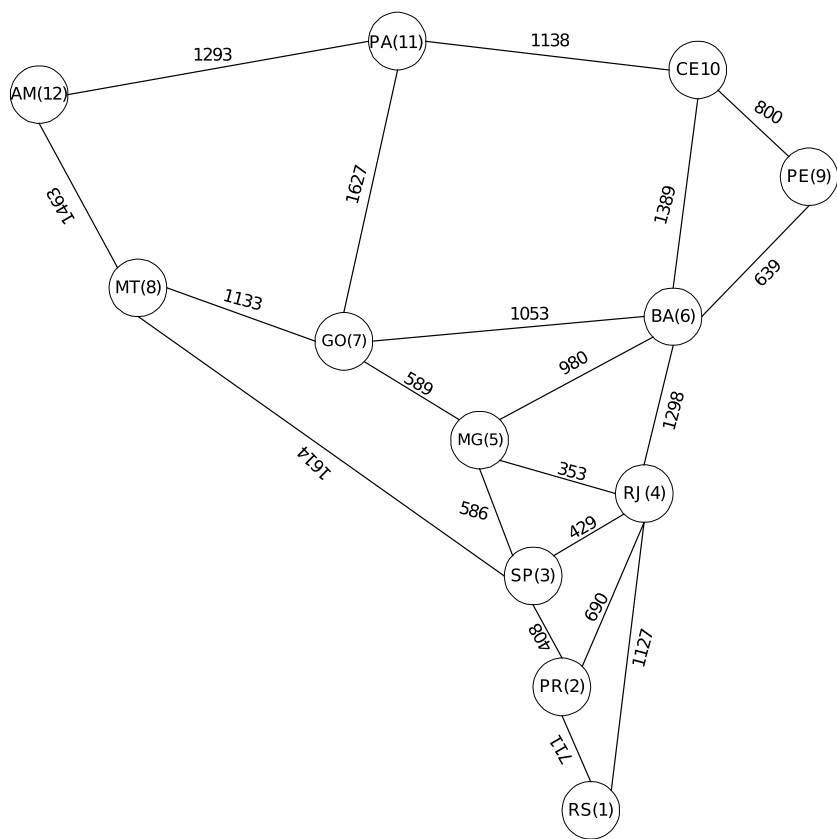 PA(11)
1138
1293
CE10
AM(12)
800
PE(9)
1627
1389
1463
639
MT(8)
1133
1053
BA(6)
GO(7)
980
589
1298
MG(5)
353
1614
RJ(4)
586
429
SP(3)
690
408
1127
PR(2)
711
RS(1)